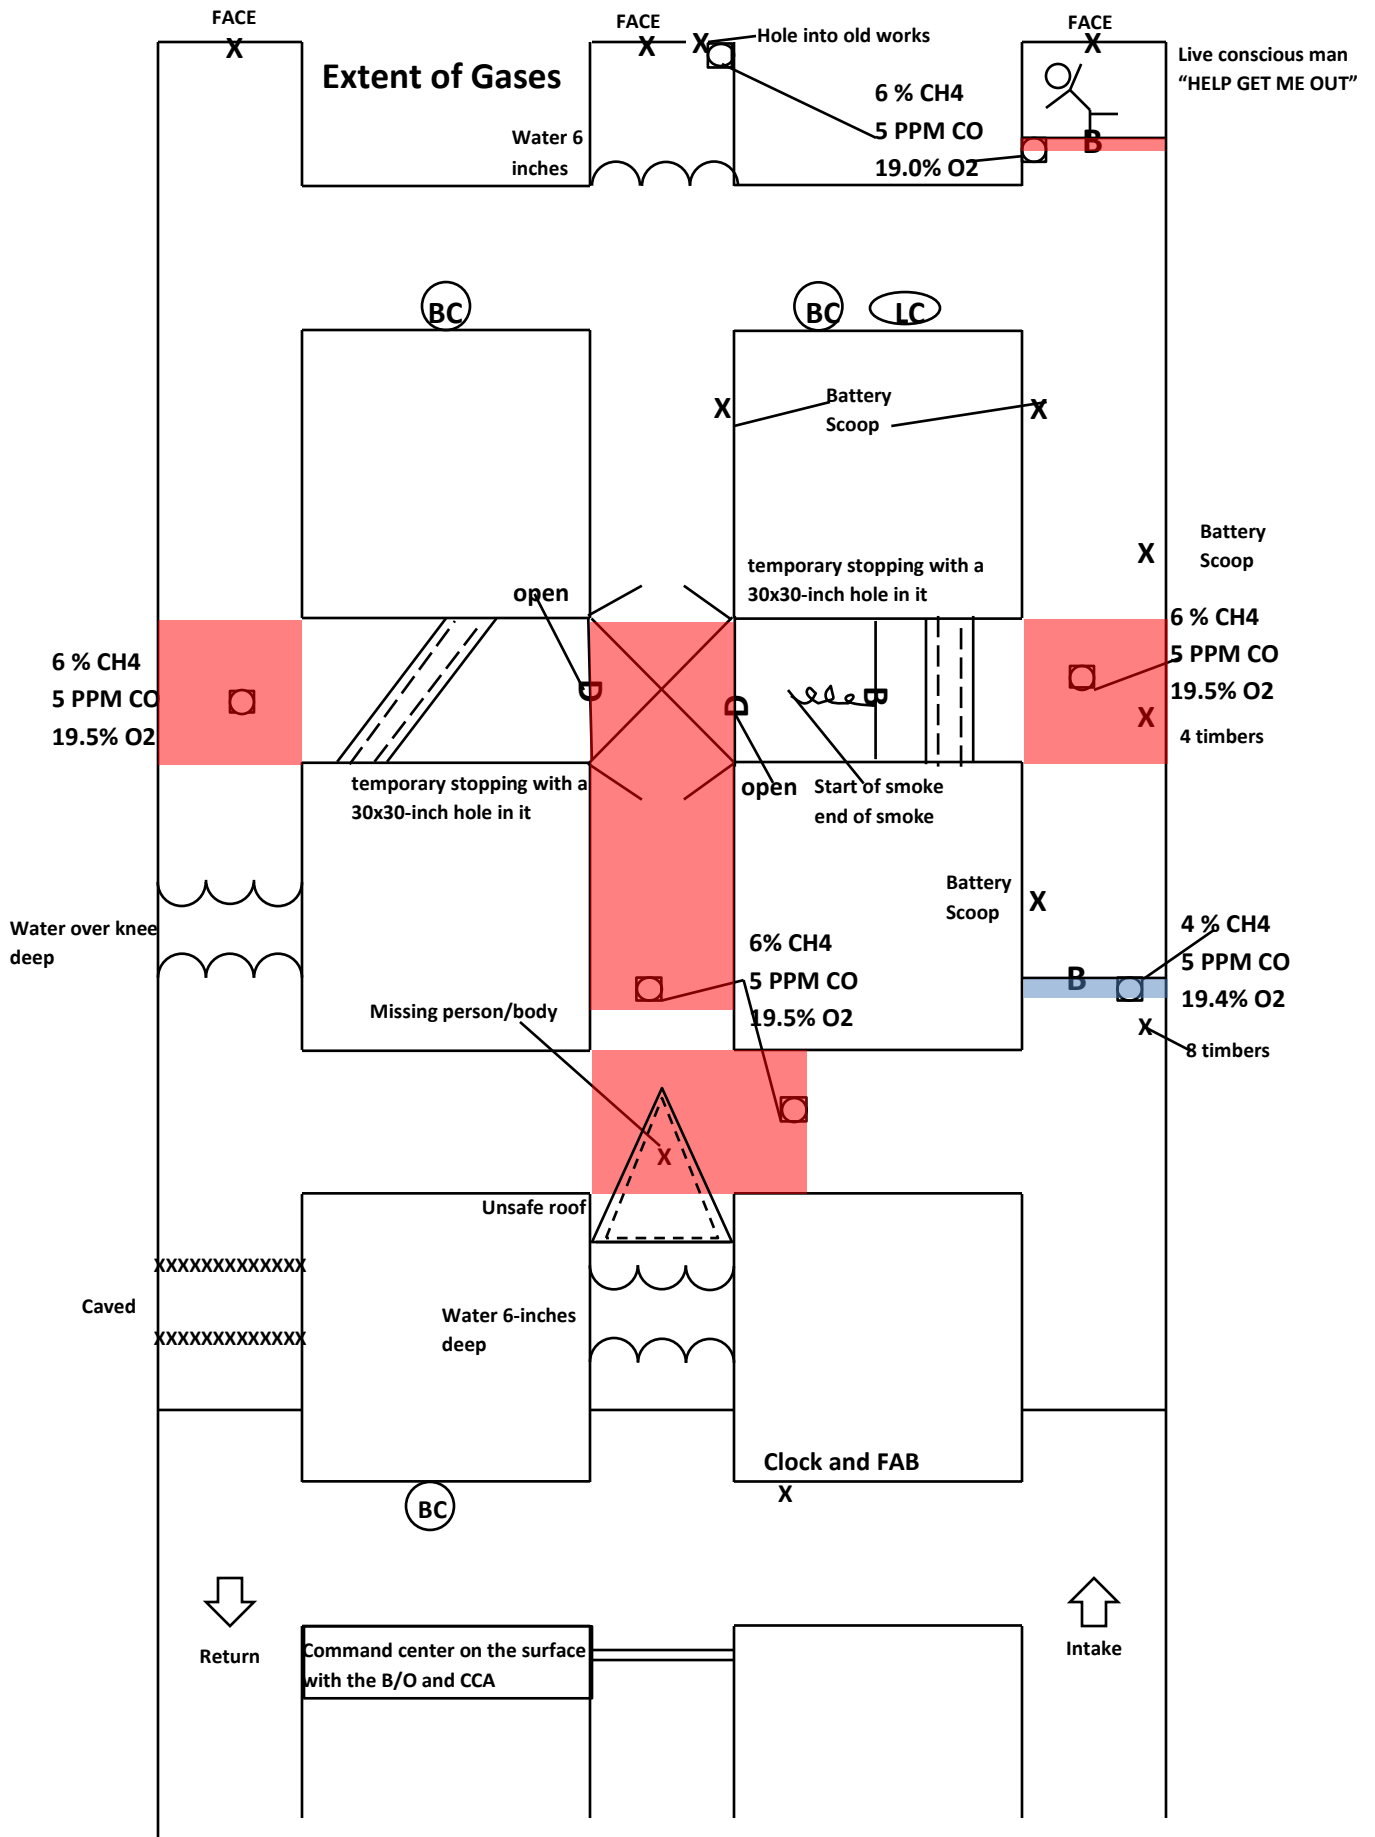 FACE
FACE
FACE
X
X
X
X
Hole into old works
Extent of Gases
Live conscious man
“HELP GET ME OUT”
6 % CH4
5 PPM CO
19.0% O2
Water 6
inches
B
BC
BC
LC
X
Battery
Scoop
X
X
Battery
Scoop
temporary stopping with a
30x30-inch hole in it
open
6 % CH4
5 PPM CO
19.5% O2
6 % CH4
5 PPM CO
19.5% O2
D
D
B
X
4 timbers
temporary stopping with a
30x30-inch hole in it
open
Start of smoke
end of smoke
Battery
Scoop
X
Water over knee
deep
4 % CH4
5 PPM CO
19.4% O2
6% CH4
5 PPM CO
19.5% O2
B
Missing person/body
X
8 timbers
X
Unsafe roof
XXXXXXXXXXXXX
Caved
XXXXXXXXXXXXX
Water 6-inches
deep
Clock and FAB
X
BC
Return
Intake
Command center on the surface
with the B/O and CCA